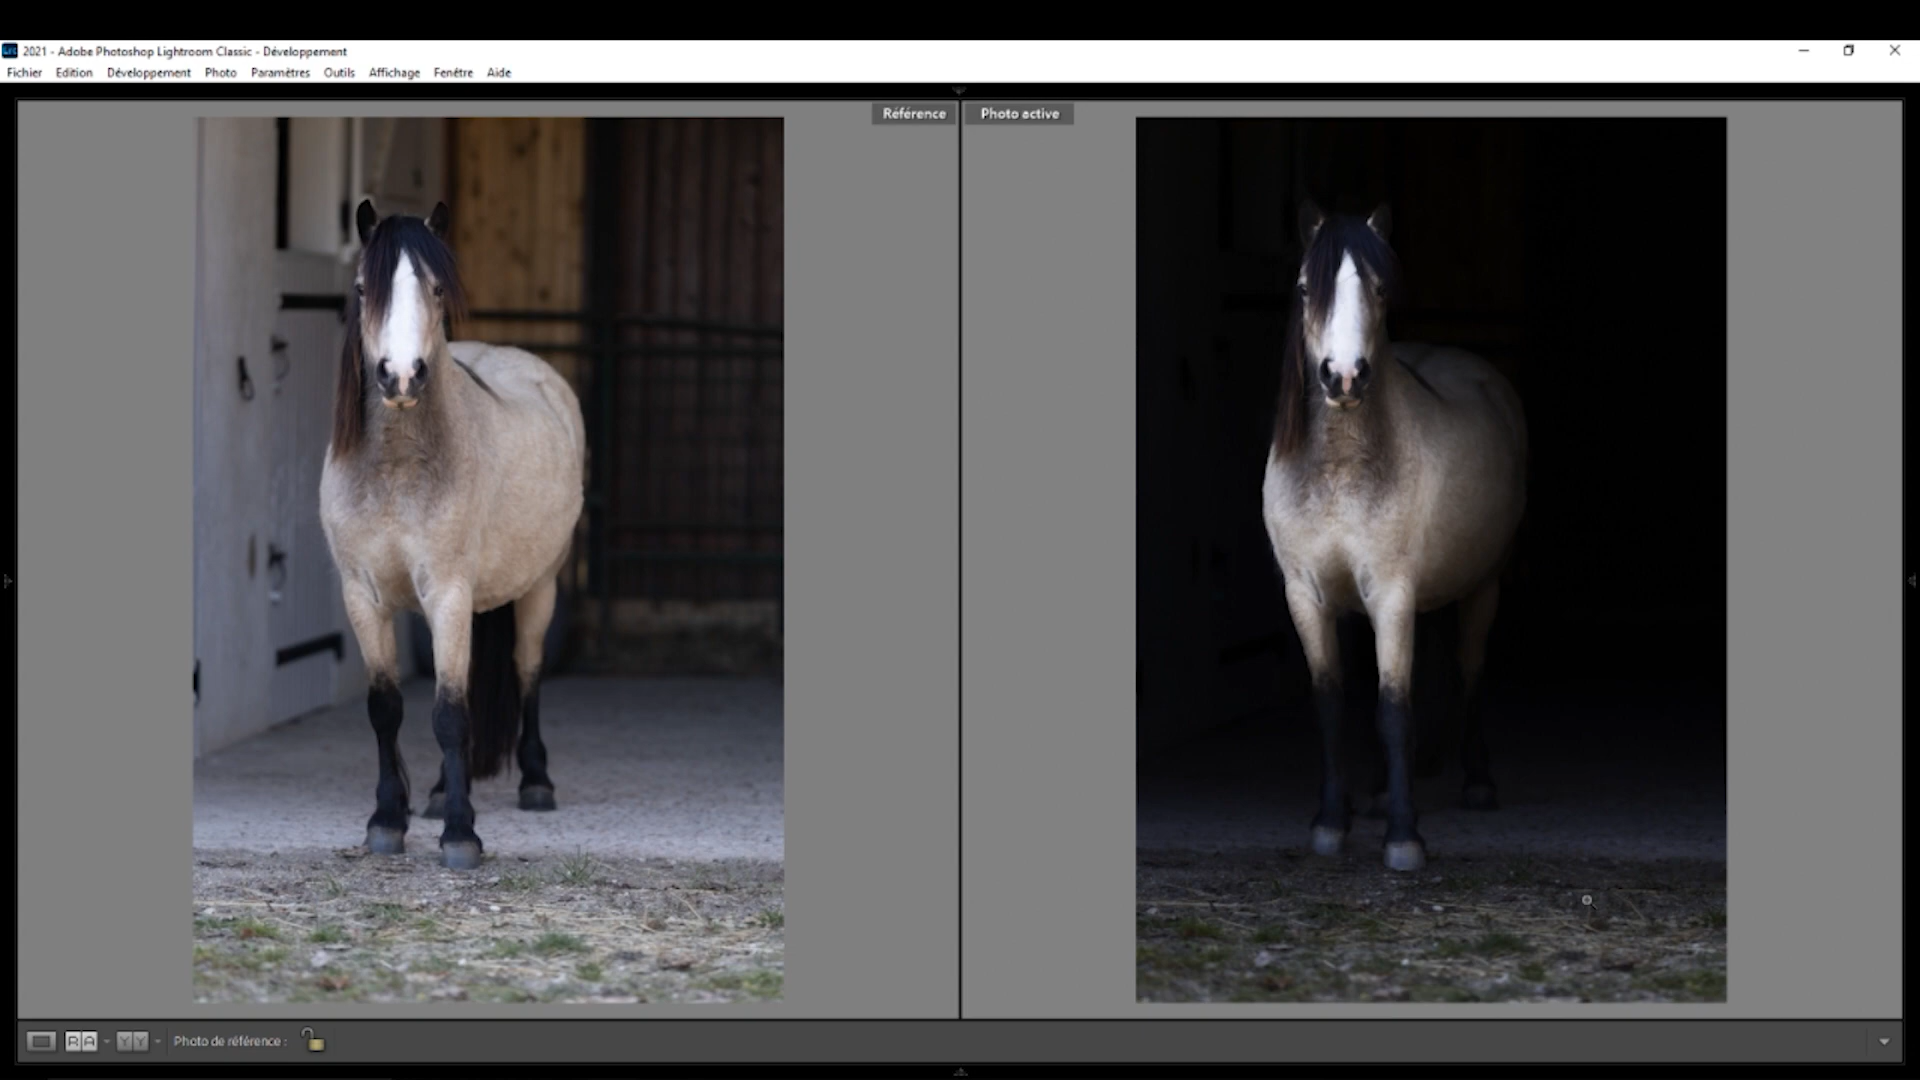 2021 - Adobe Photoshop Lightroom Classic - Développement
Fichier Edition Développement Photo Paramètres Outils Affichage Fenêtre Aide
Référence
Photo active
R A
Y Y
Photo de référence :